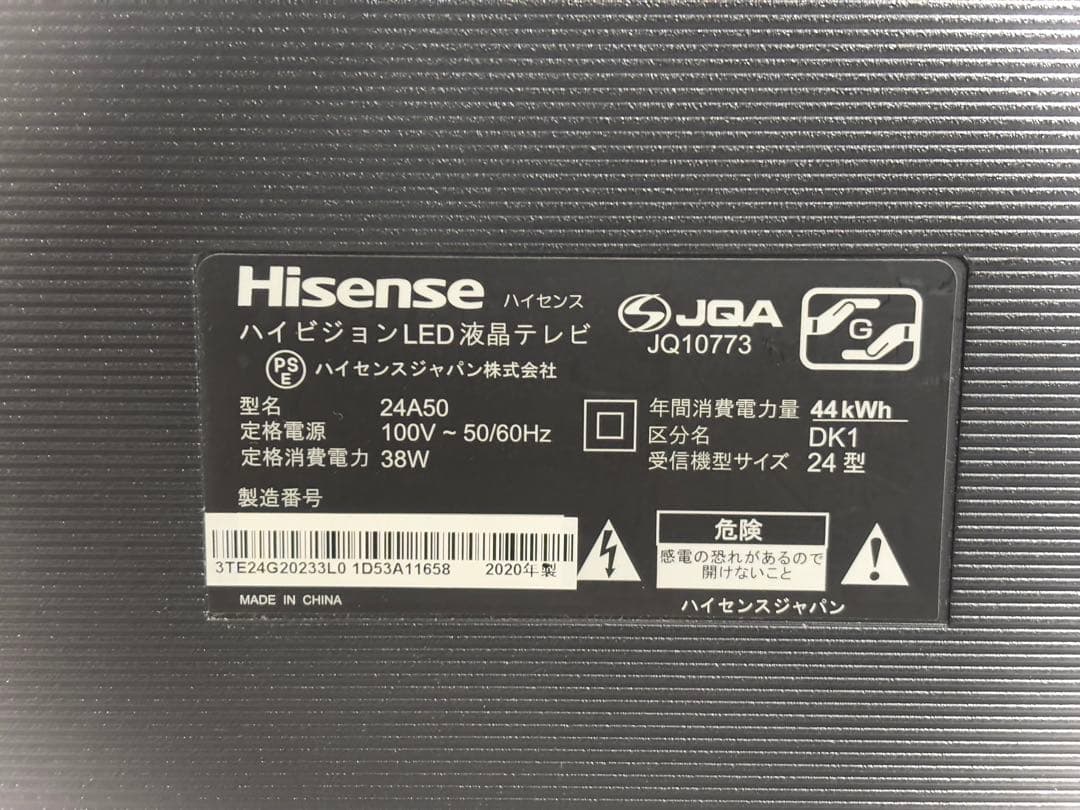 Hisense ハイセンス
ハイビジョンLED液晶テレビ
PSE ハイセンスジャパン株式会社
JQA
JQ10773
G
型名 24A50
定格電源 100V ~ 50/60Hz
定格消費電力 38W
年間消費電力量 44kWh
区分名 DK1
受信機型サイズ 24型
製造番号
3TE24G20233L0 1D53A11658 2020年製
MADE IN CHINA
危険
感電の恐れがあるので
開けないこと
ハイセンスジャパン